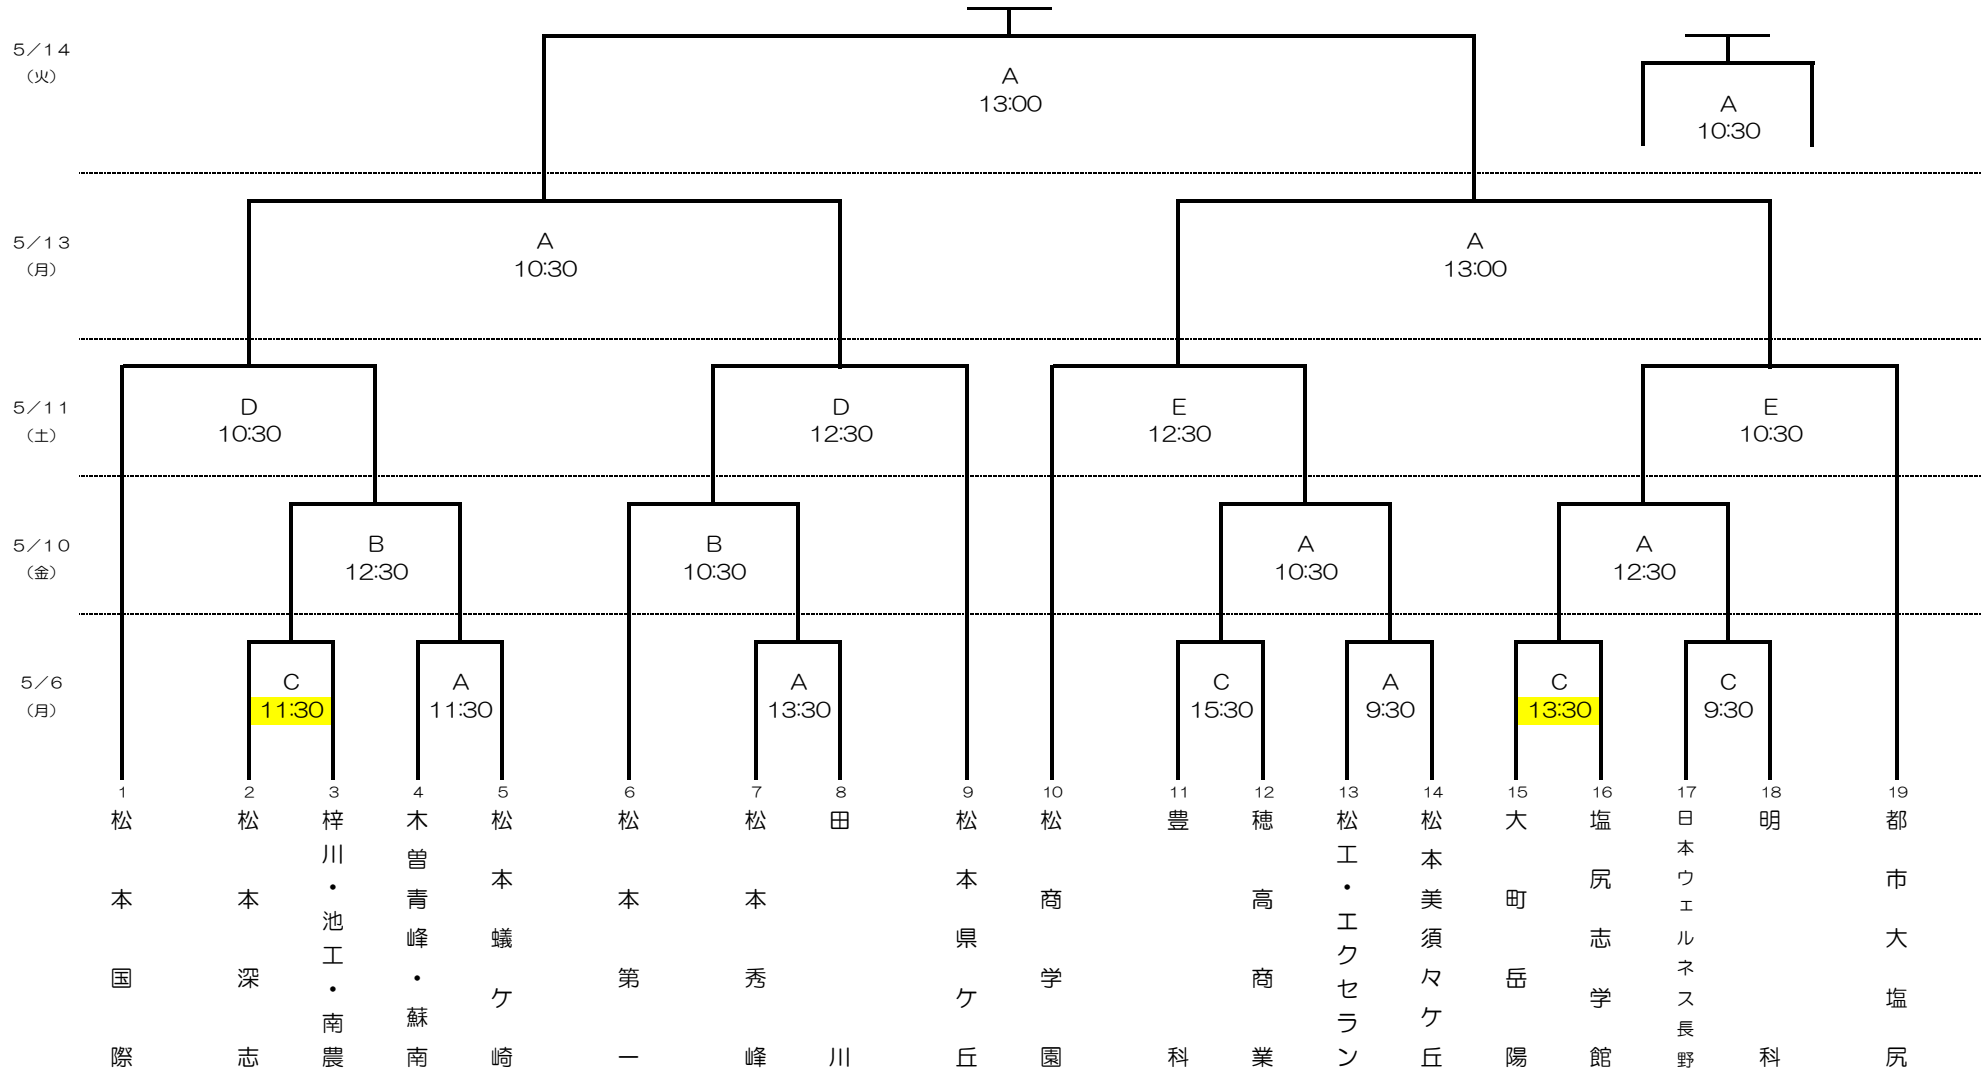 5/14
(火)
A
13:00
A
10:30
5/13
(月)
A
10:30
A
13:00
5/11
(土)
D
10:30
D
12:30
E
12:30
E
10:30
5/10
(金)
B
12:30
B
10:30
A
10:30
A
12:30
5/6
(月)
C
11:30
A
11:30
A
13:30
C
15:30
A
9:30
C
13:30
C
9:30
1
松本国際
2
松本深志
3
梓川・池工・南農
4
木曽青峰・蘇南
5
松本蟻ケ崎
6
松本第一
7
松本秀峰
8
田川
9
松本県ケ丘
10
松商学園
11
豊科
12
穂高商業
13
松工・エクセラン
14
松本美須々ケ丘
15
大町岳陽
16
塩尻志学館
17
日本ウェルネス長野
18
明科
19
都市大塩尻